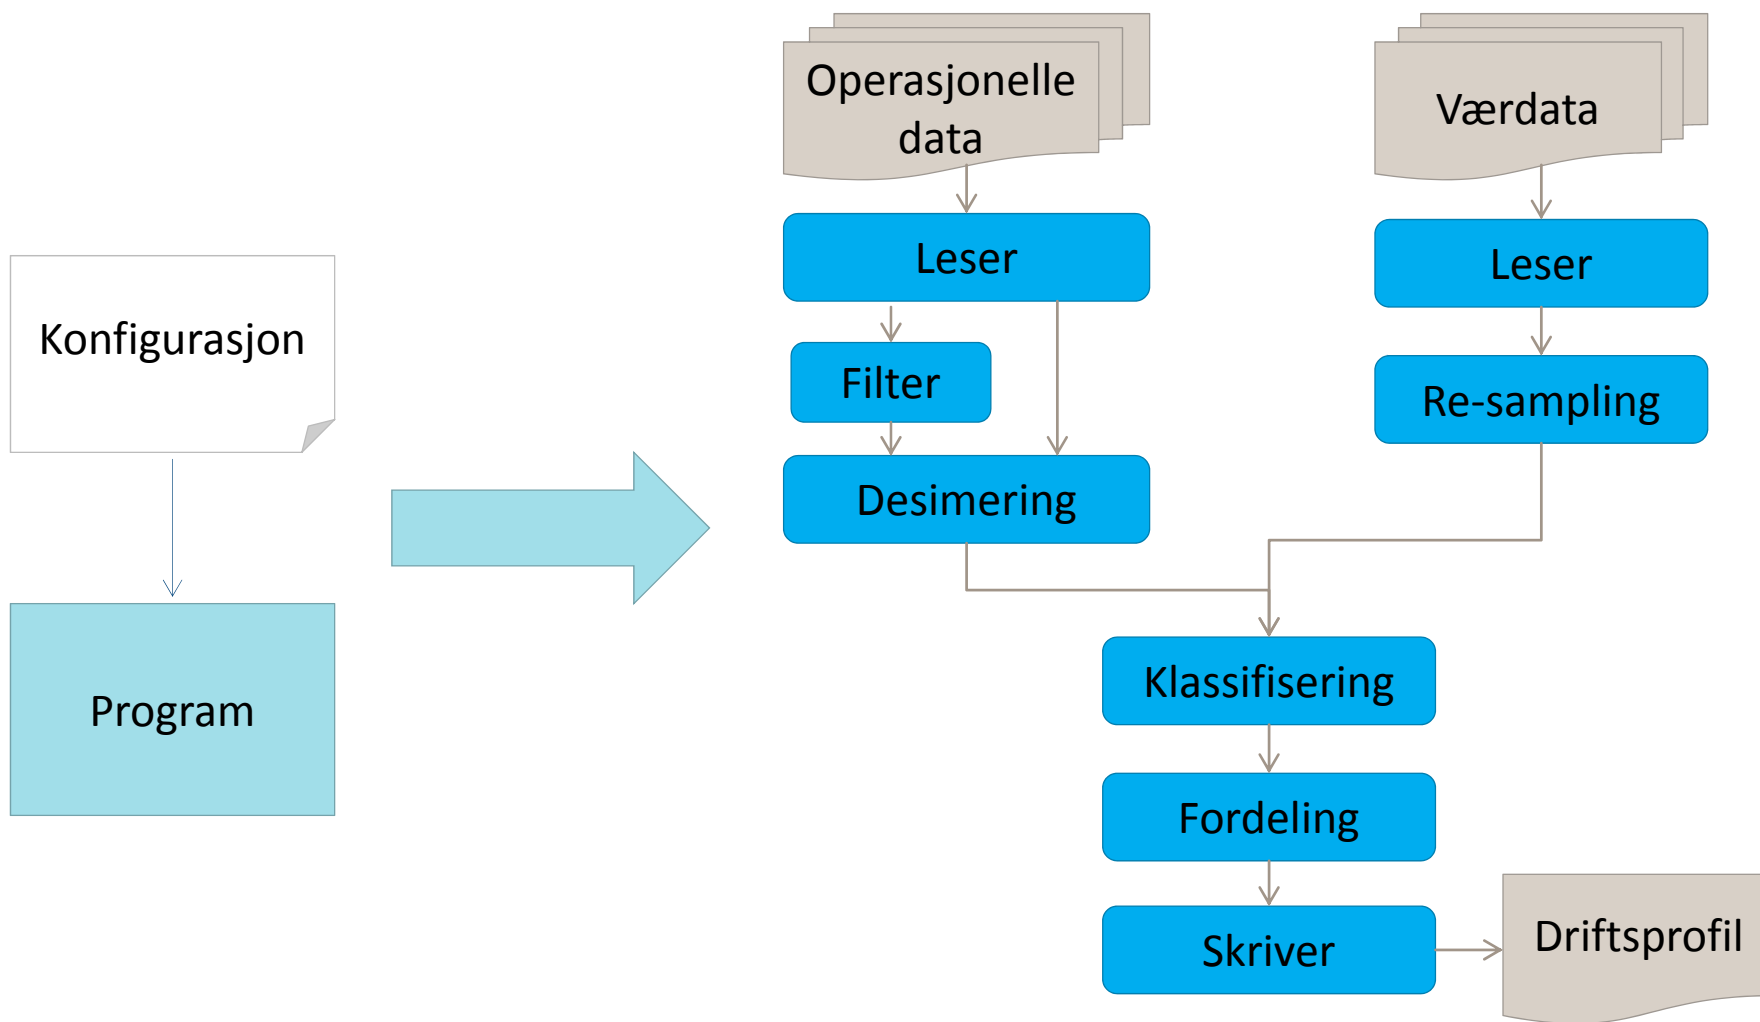 Konfigurasjon
Program
Operasjonelle
data
Leser
Filter
Desimering
Værdata
Leser
Re-sampling
Klassifisering
Fordeling
Skriver
Driftsprofil